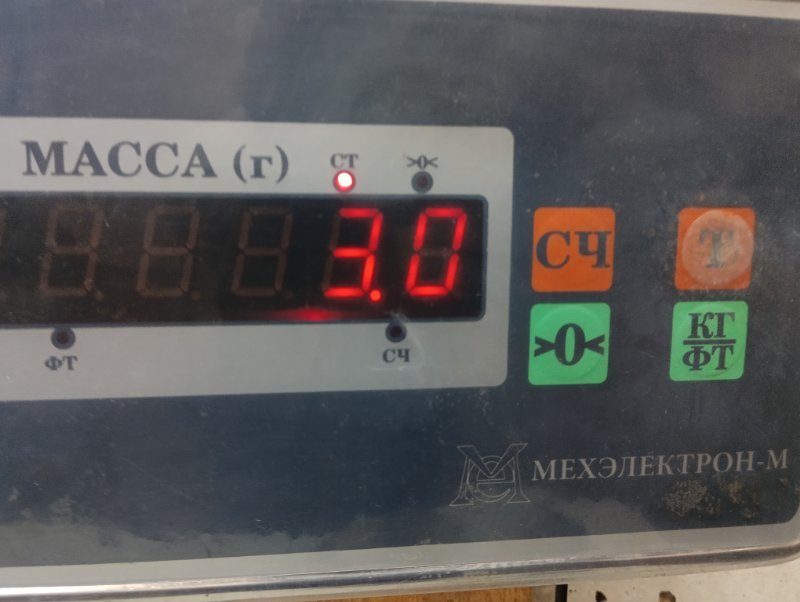 МАССА (г)
СТ
>0<
3.0
ФТ
СЧ
СЧ
Т
>0<
КГ
ФТ
МЕХЭЛЕКТРОН-М